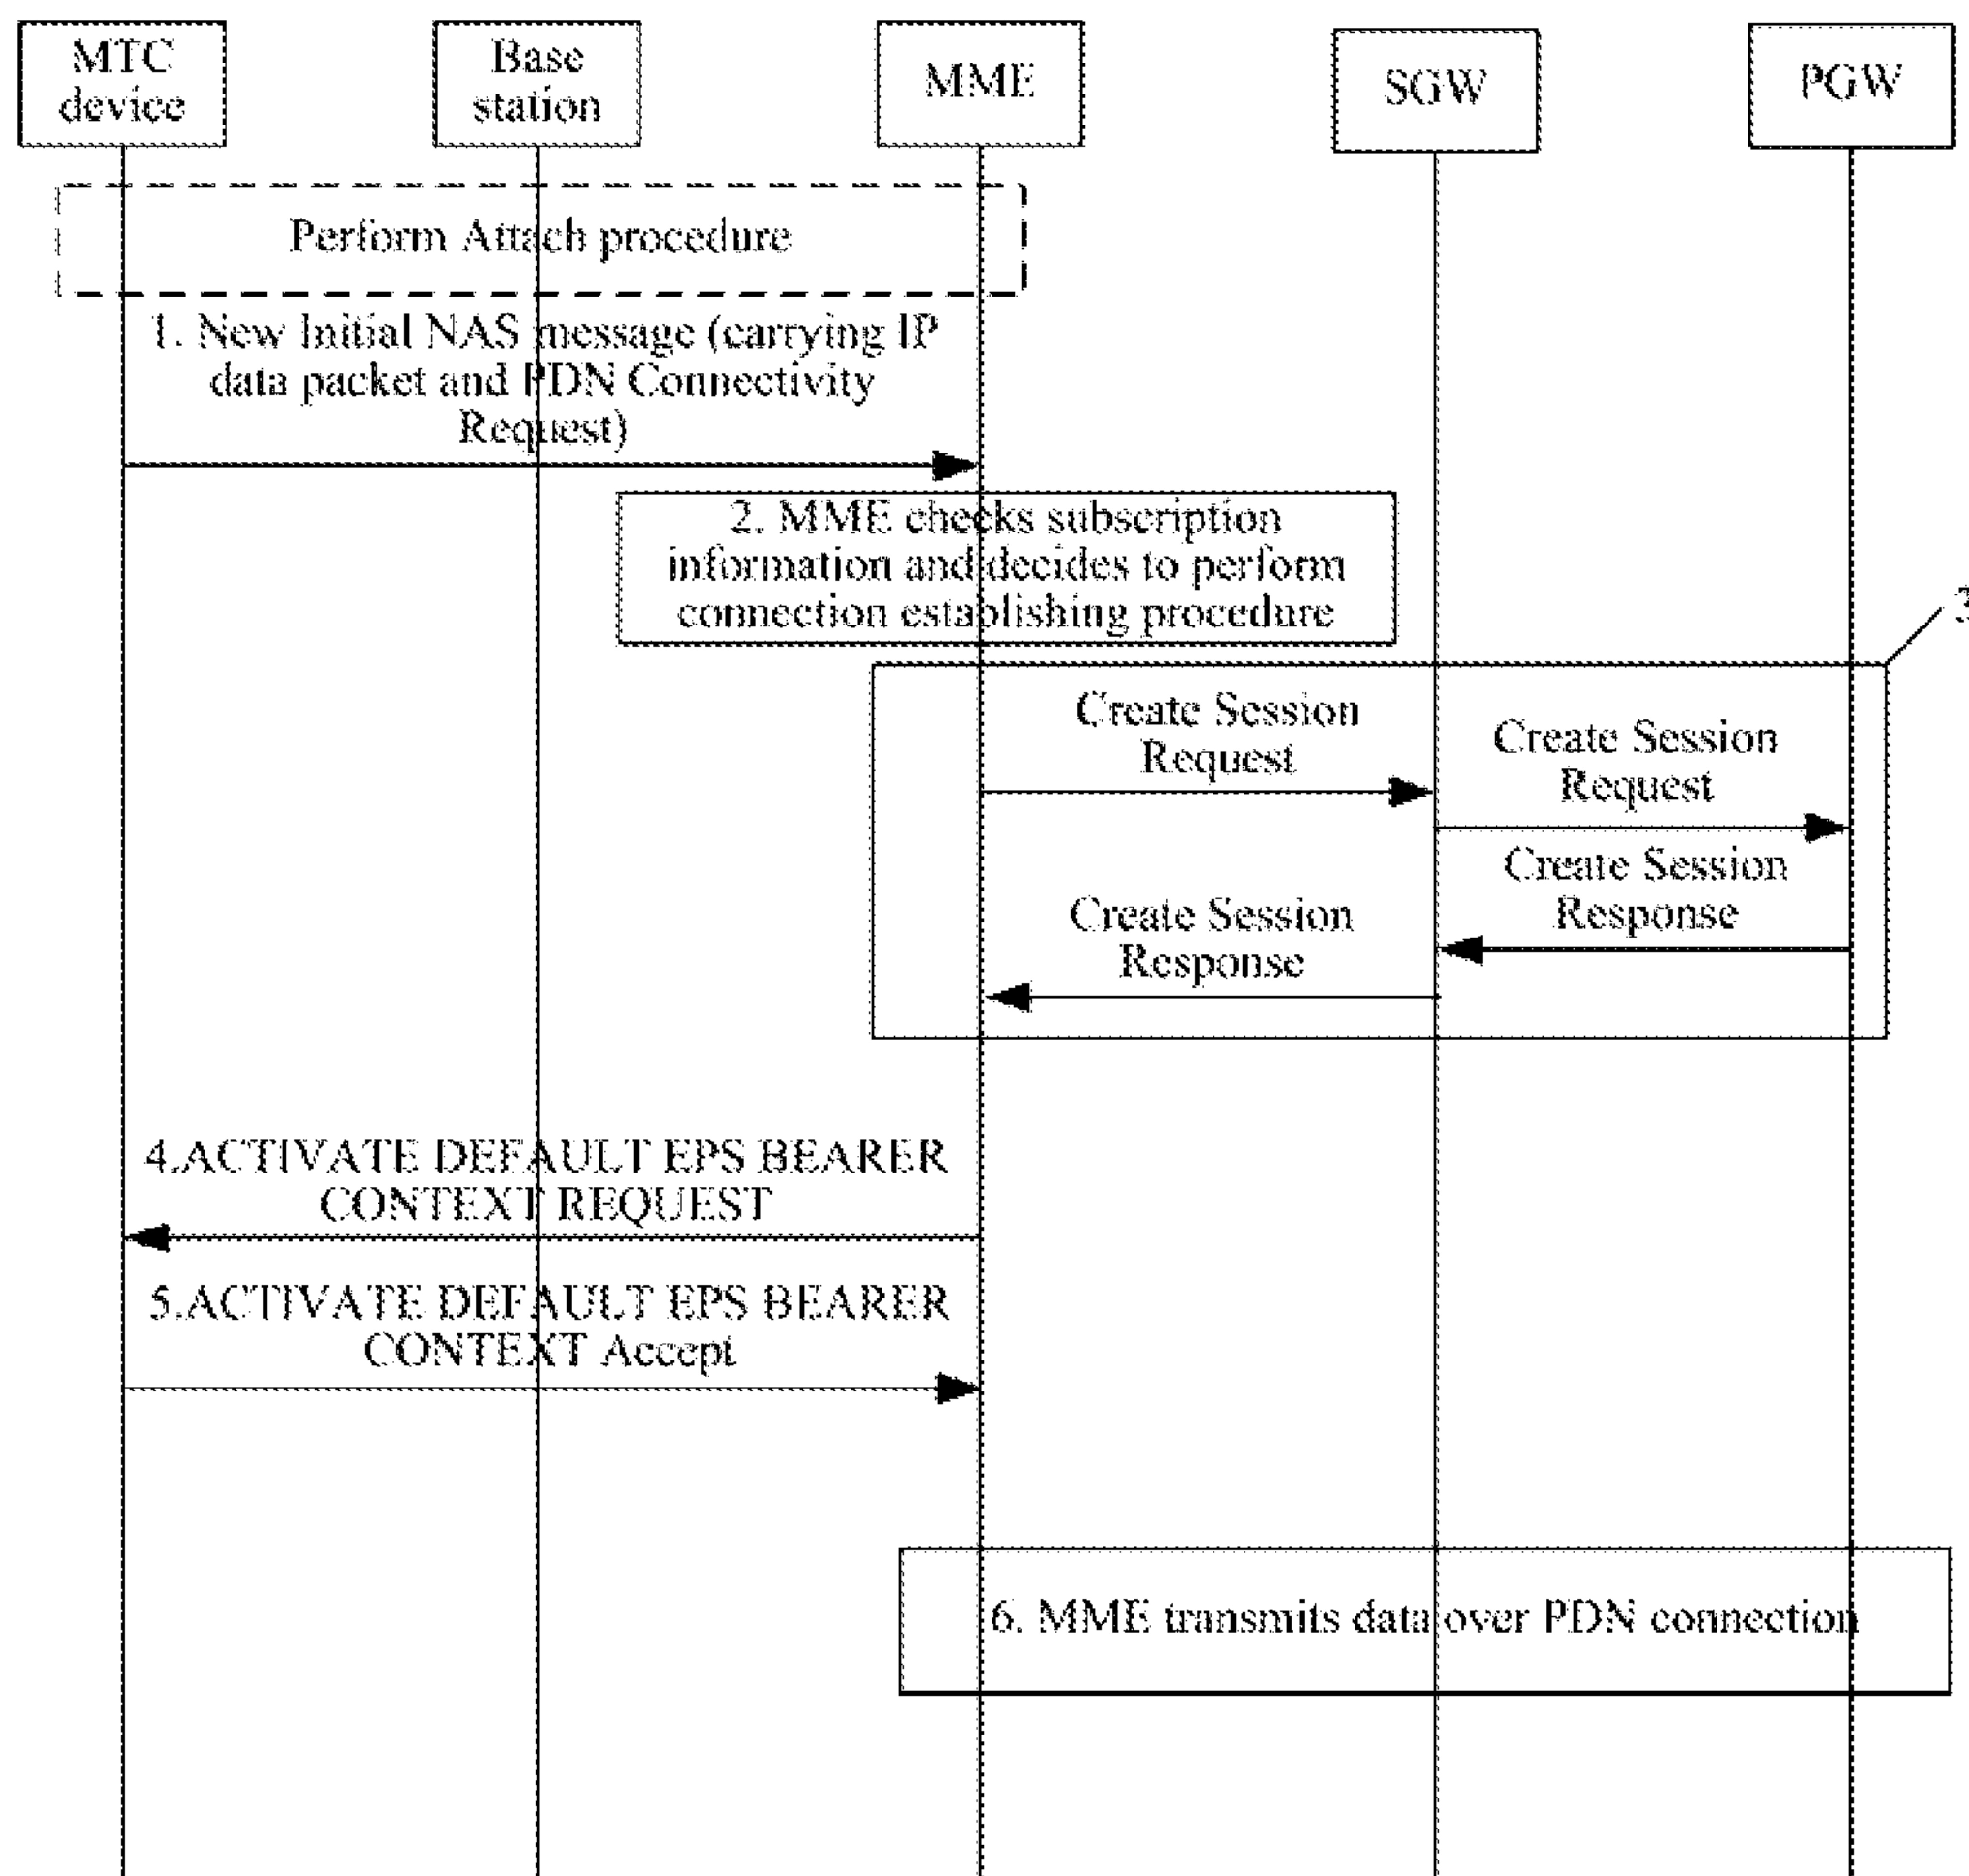 MTC
device
Base
station
MME
SGW
PGW
Perform Attach procedure
1. New Initial NAS message (carrying IP
data packet and PDN Connectivity
Request)
2. MME checks subscription
information and decides to perform
connection establishing procedure
3
Create Session
Request
Create Session
Request
Create Session
Response
Create Session
Response
4.ACTIVATE DEFAULT EPS BEARER
CONTEXT REQUEST
5.ACTIVATE DEFAULT EPS BEARER
CONTEXT Accept
6. MME transmits data over PDN connection